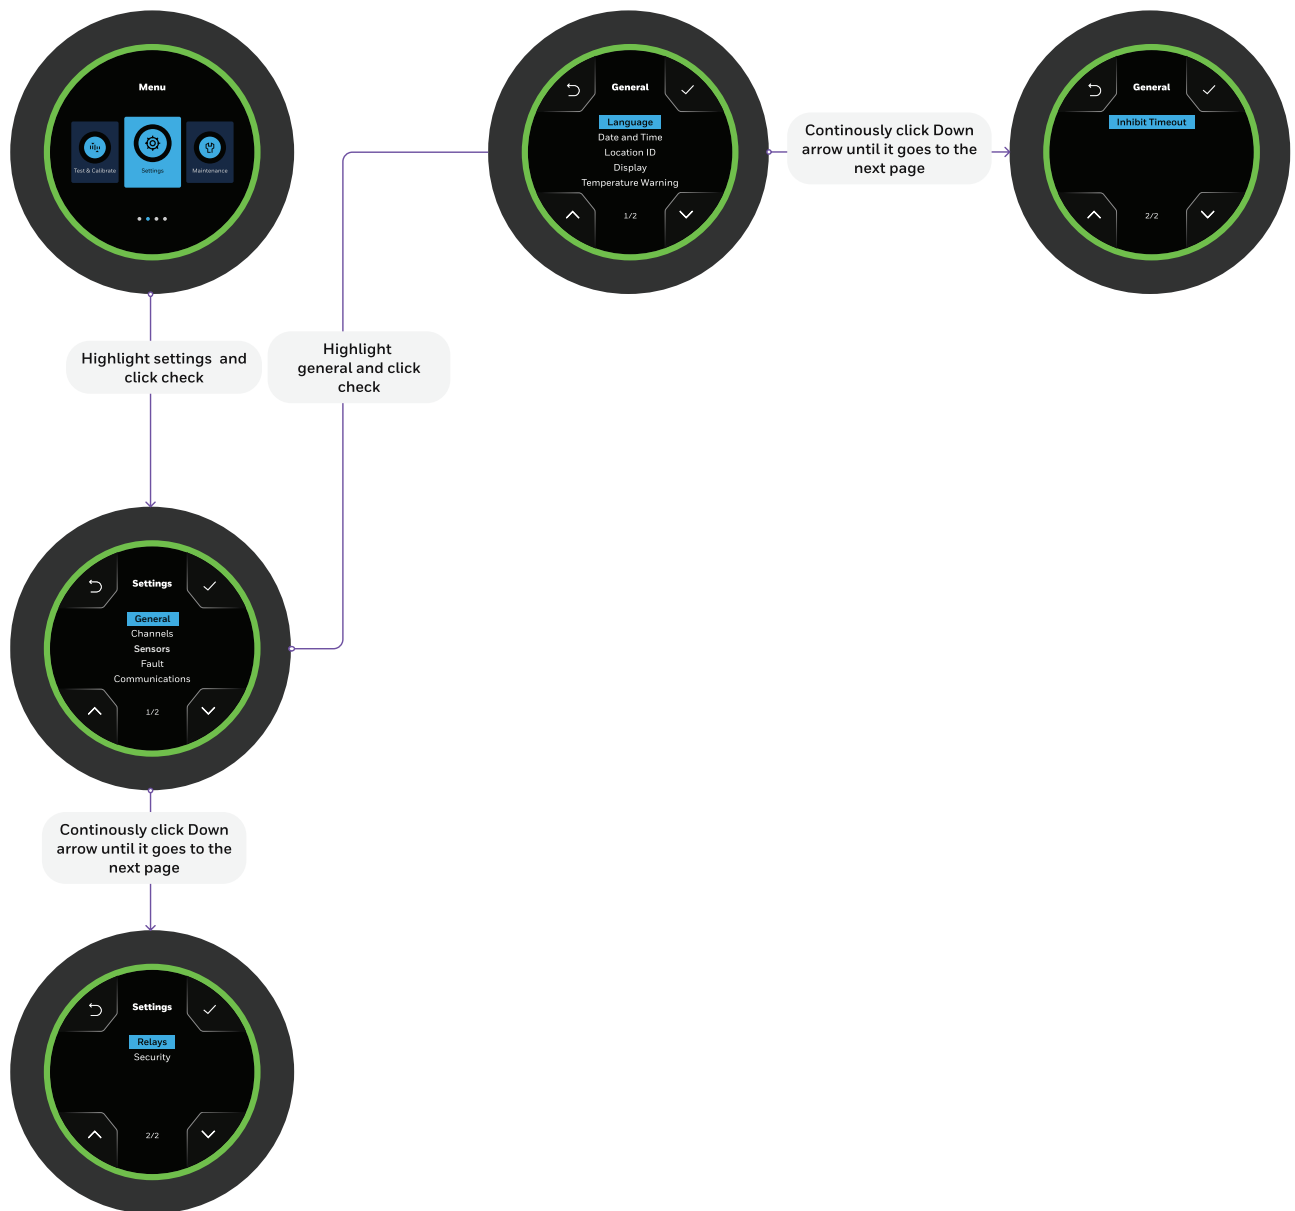 Menu
Test & Calibrate
Settings
Maintenance
Highlight settings  and
click check
Settings
General
Channels
Sensors
Fault
Communications
1/2
Continously click Down
arrow until it goes to the
next page
Settings
Relays
Security
2/2
Highlight
general and click
check
General
Language
Date and Time
Location ID
Display
Temperature Warning
1/2
Continously click Down
arrow until it goes to the
next page
General
Inhibit Timeout
2/2